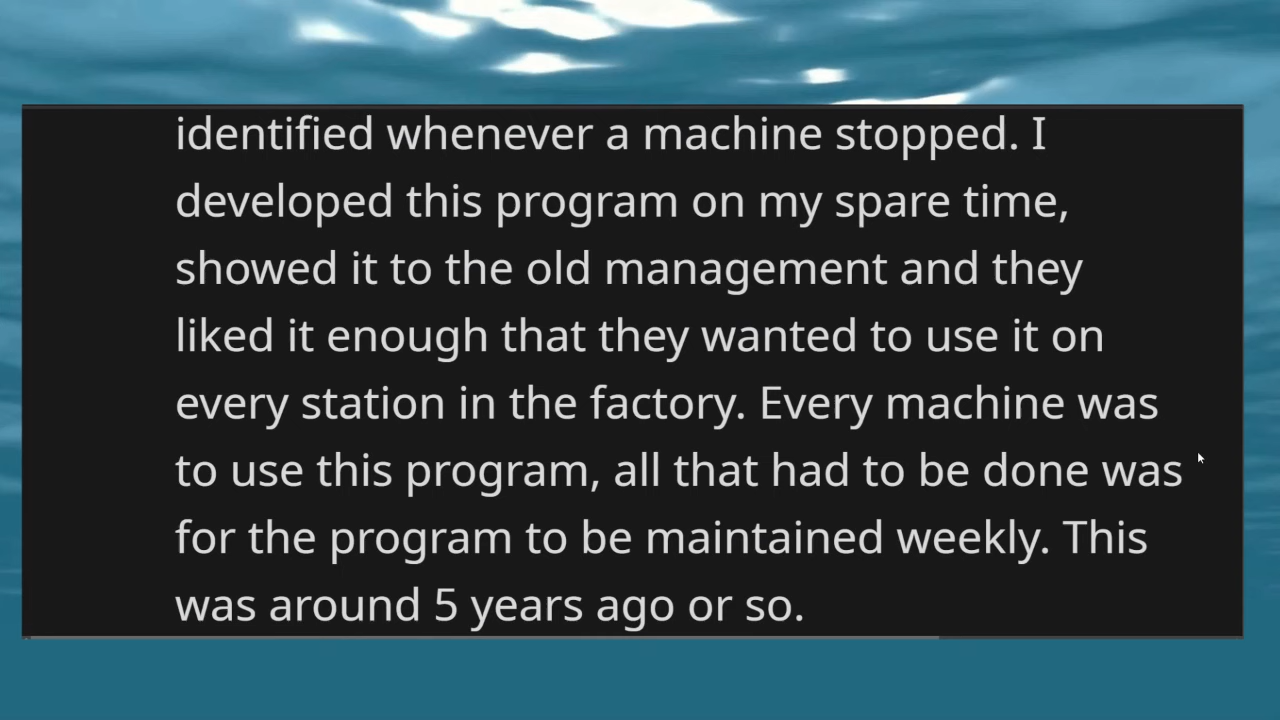 identified whenever a machine stopped. I
developed this program on my spare time,
showed it to the old management and they
liked it enough that they wanted to use it on
every station in the factory. Every machine was
to use this program, all that had to be done was
for the program to be maintained weekly. This
was around 5 years ago or so.